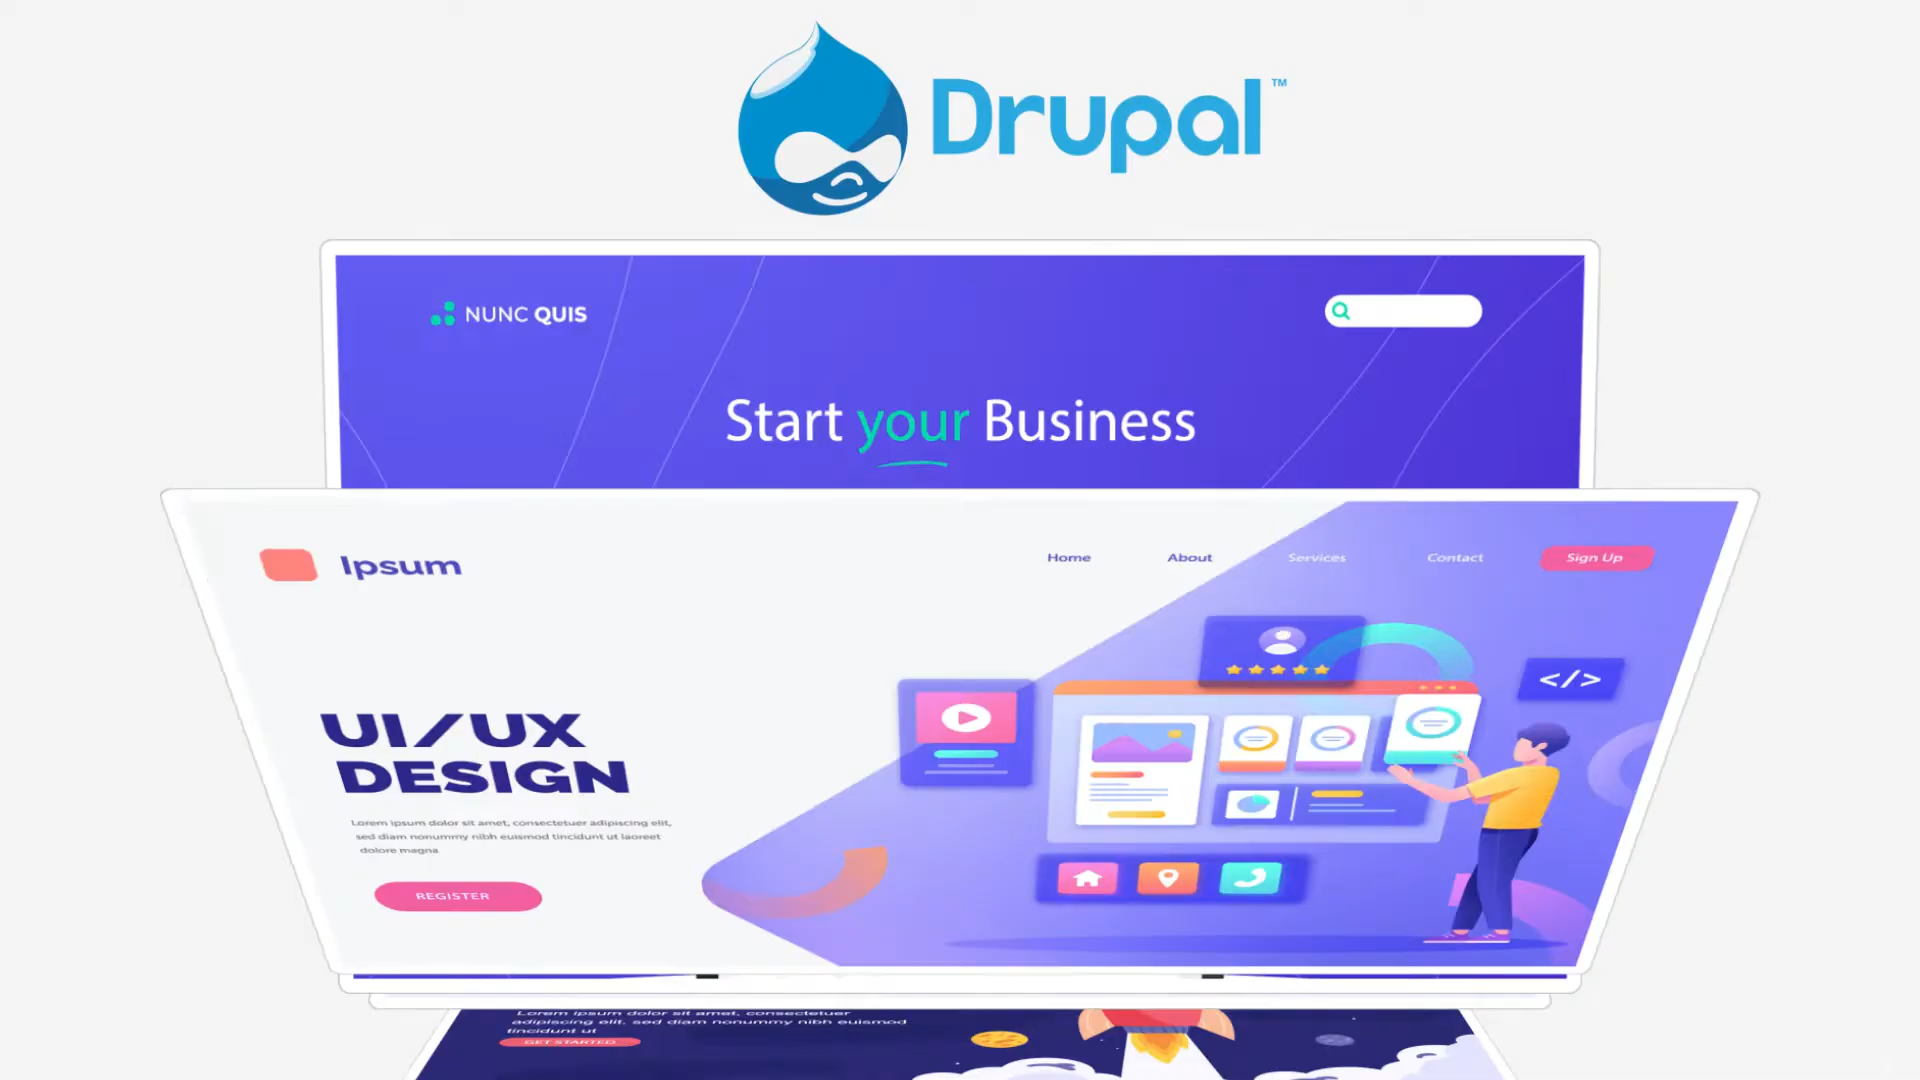 Drupal™
NUNC QUIS
Start your Business
Ipsum
Home About Services Contact Sign Up
</>
UI/UX
DESIGN
Lorem ipsum dolor sit amet, consectetuer adipiscing elit,
sed diam nonummy nibh euismod tincidunt ut laoreet
dolore magna
REGISTER
Lorem ipsum dolor sit amet, consectetuer
adipiscing elit, sed diam nonummy nibh euismod
tincidunt ut
GET STARTED